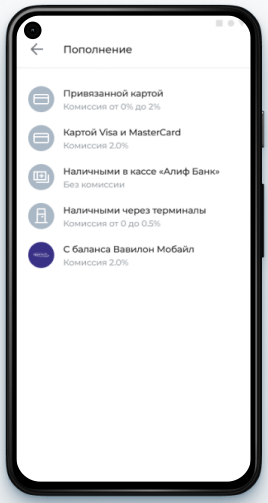 Пополнение
Привязанной картой
Комиссия от 0% до 2%
Картой Visa и MasterCard
Комиссия 2.0%
Наличными в кассе «Алиф Банк»
Без комиссии
Наличными через терминалы
Комиссия от 0 до 0.5%
С баланса Вавилон Мобайл
Комиссия 2.0%